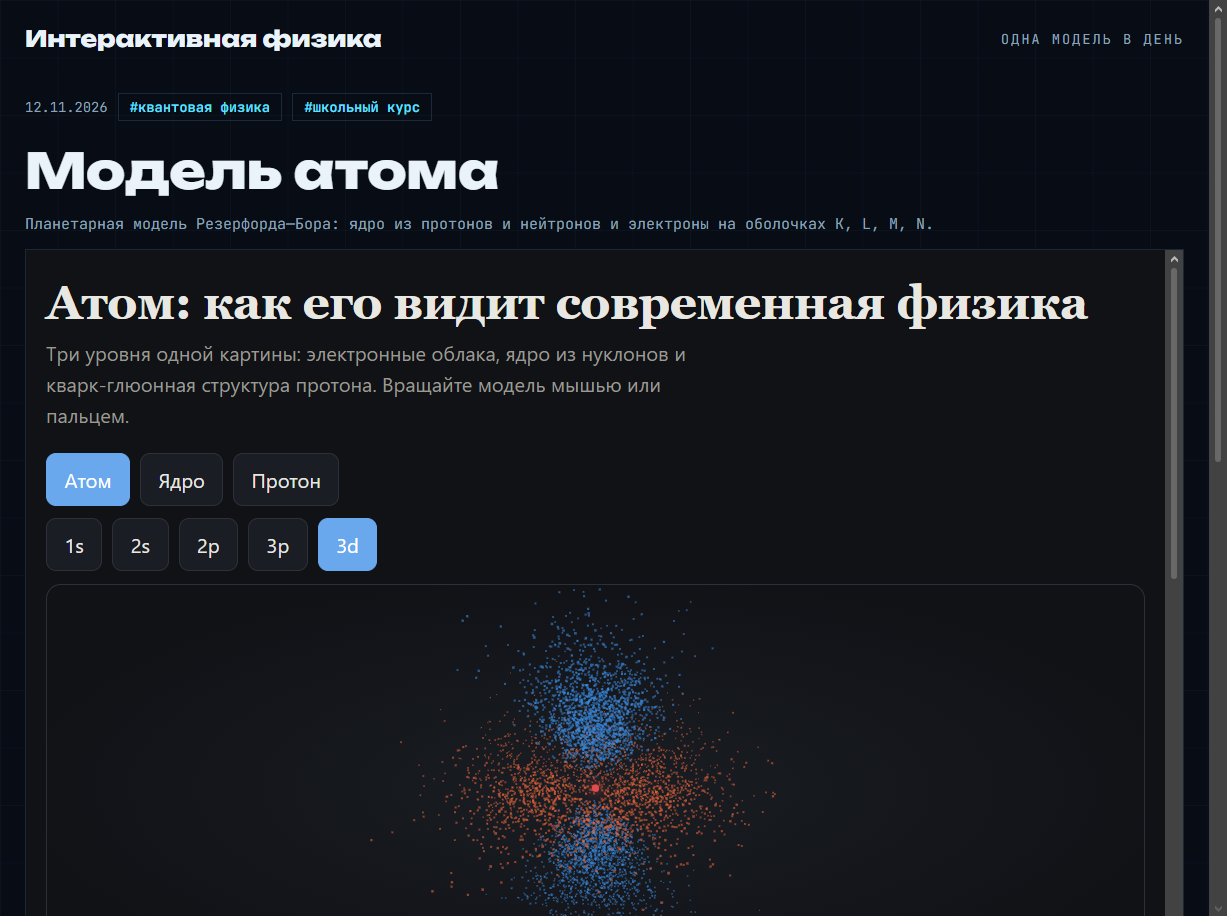 Интерактивная физика
ОДНА МОДЕЛЬ В ДЕНЬ
12.11.2026 #квантовая физика #школьный курс
Модель атома
Планетарная модель Резерфорда—Бора: ядро из протонов и нейтронов и электроны на оболочках K, L, M, N.
Атом: как его видит современная физика
Три уровня одной картины: электронные облака, ядро из нуклонов и
кварк-глюонная структура протона. Вращайте модель мышью или
пальцем.
Атом Ядро Протон
1s 2s 2p 3p 3d